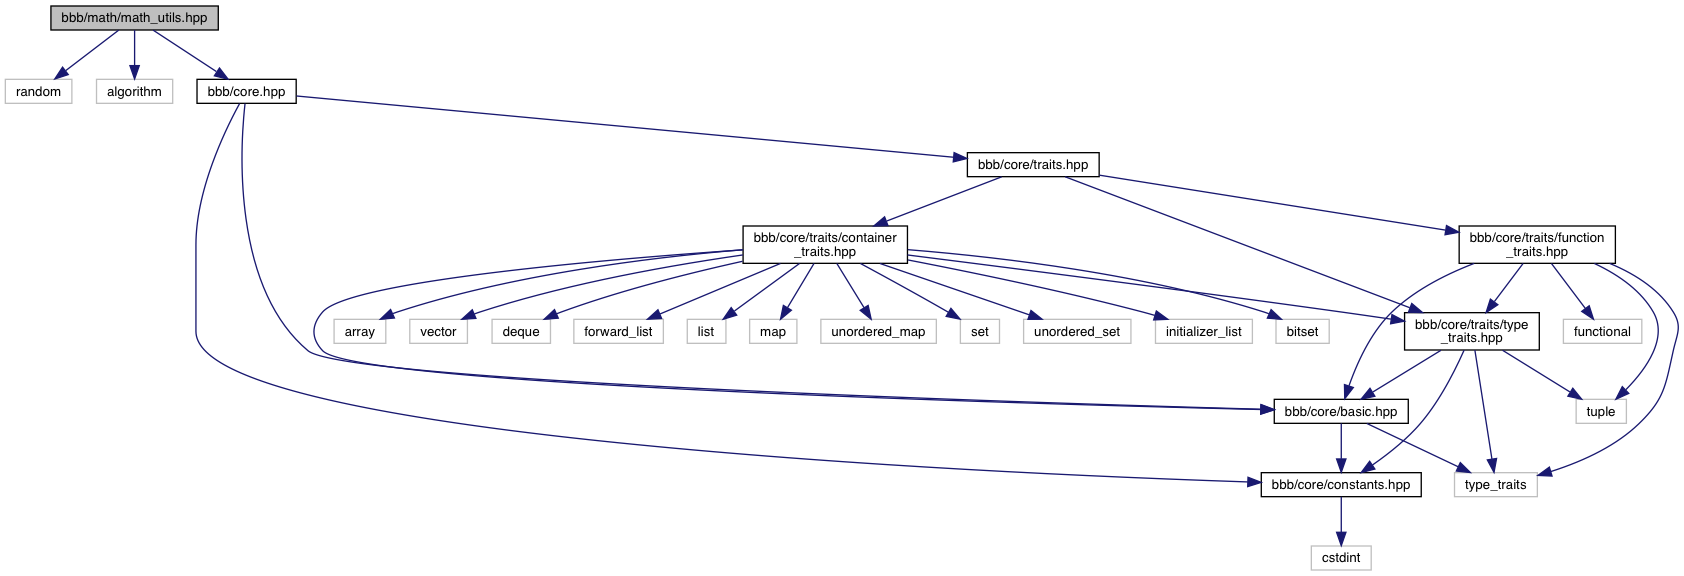 bbb/math/math_utils.hpp
random
algorithm
bbb/core.hpp
bbb/core/traits.hpp
bbb/core/traits/container
_traits.hpp
bbb/core/traits/function
_traits.hpp
array
vector
deque
forward_list
list
map
unordered_map
set
unordered_set
initializer_list
bitset
bbb/core/traits/type
_traits.hpp
functional
bbb/core/basic.hpp
tuple
bbb/core/constants.hpp
type_traits
cstdint